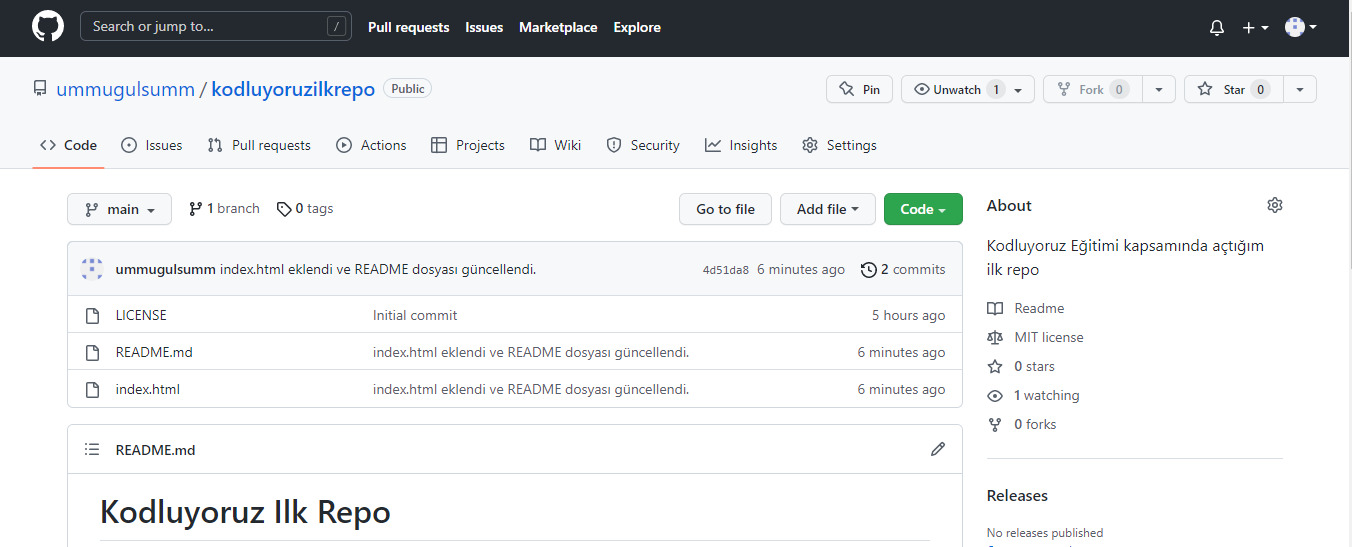 Search or jump to... / Pull requests Issues Marketplace Explore
ummugulsumm / kodluyoruzilkrepo Public Pin Unwatch 1 Fork 0 Star 0
Code Issues Pull requests Actions Projects Wiki Security Insights Settings
main 1 branch 0 tags Go to file Add file Code
ummugulsumm index.html eklendi ve README dosyası güncellendi. 4d51da8 6 minutes ago 2 commits
LICENSE Initial commit 5 hours ago
README.md index.html eklendi ve README dosyası güncellendi. 6 minutes ago
index.html index.html eklendi ve README dosyası güncellendi. 6 minutes ago
README.md
Kodluyoruz Ilk Repo
About
Kodluyoruz Eğitimi kapsamında açtığım
ilk repo
Readme
MIT license
0 stars
1 watching
0 forks
Releases
No releases published